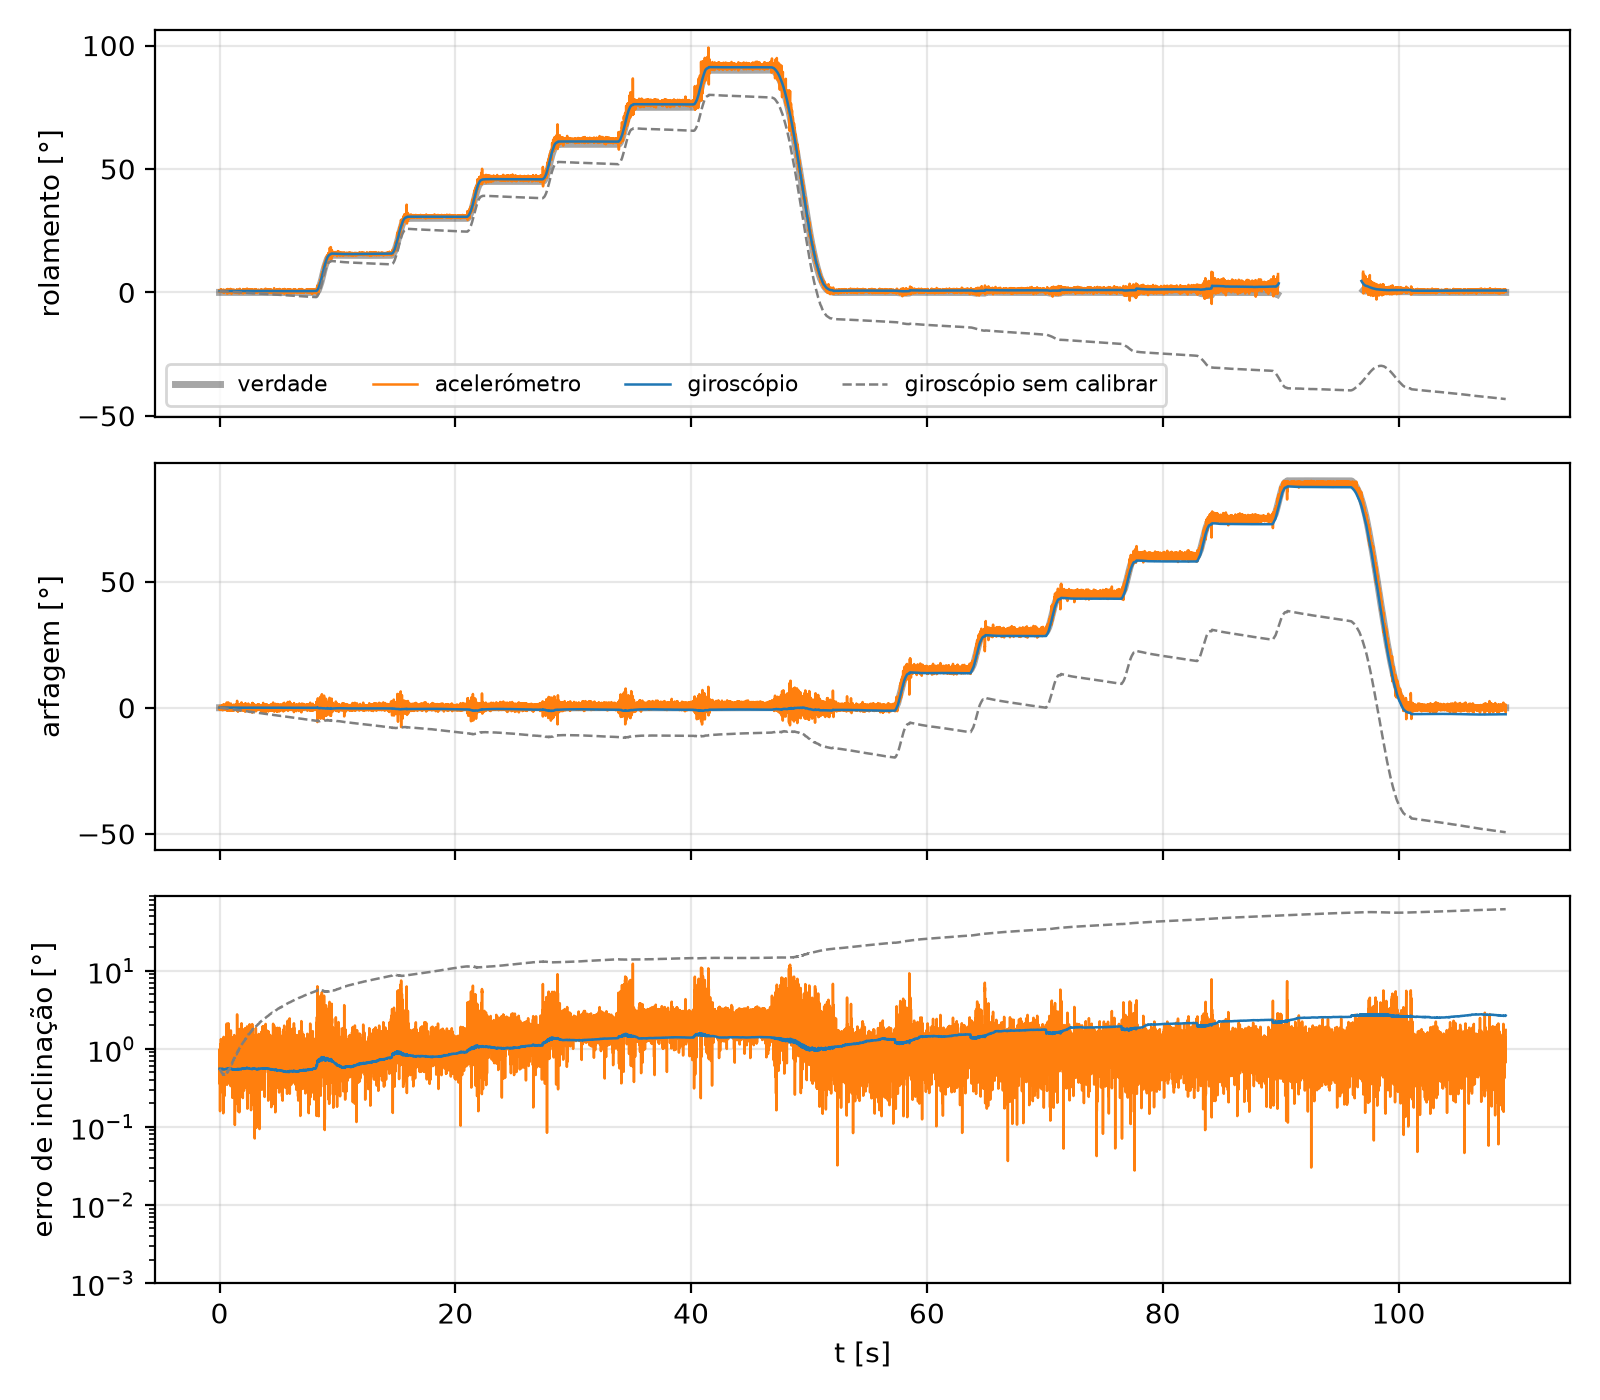 rolamento [°]
100
50
0
−50
verdade acelerómetro giroscópio giroscópio sem calibrar
arfagem [°]
50
0
−50
erro de inclinação [°]
10¹
10⁰
10⁻¹
10⁻²
10⁻³
0 20 40 60 80 100
t [s]